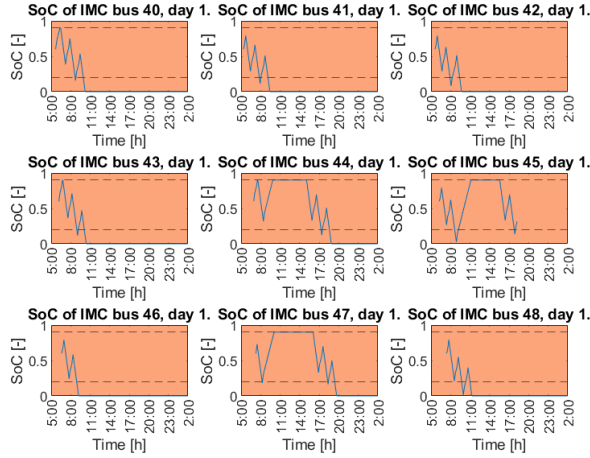 SoC of IMC bus 40, day 1.
SoC [-]
1
0.5
0
5:00 8:00 11:00 14:00 17:00 20:00 23:00 2:00
Time [h]
SoC of IMC bus 41, day 1.
SoC [-]
1
0.5
0
5:00 8:00 11:00 14:00 17:00 20:00 23:00 2:00
Time [h]
SoC of IMC bus 42, day 1.
SoC [-]
1
0.5
0
5:00 8:00 11:00 14:00 17:00 20:00 23:00 2:00
Time [h]
SoC of IMC bus 43, day 1.
SoC [-]
1
0.5
0
5:00 8:00 11:00 14:00 17:00 20:00 23:00 2:00
Time [h]
SoC of IMC bus 44, day 1.
SoC [-]
1
0.5
0
5:00 8:00 11:00 14:00 17:00 20:00 23:00 2:00
Time [h]
SoC of IMC bus 45, day 1.
SoC [-]
1
0.5
0
5:00 8:00 11:00 14:00 17:00 20:00 23:00 2:00
Time [h]
SoC of IMC bus 46, day 1.
SoC [-]
1
0.5
0
5:00 8:00 11:00 14:00 17:00 20:00 23:00 2:00
Time [h]
SoC of IMC bus 47, day 1.
SoC [-]
1
0.5
0
5:00 8:00 11:00 14:00 17:00 20:00 23:00 2:00
Time [h]
SoC of IMC bus 48, day 1.
SoC [-]
1
0.5
0
5:00 8:00 11:00 14:00 17:00 20:00 23:00 2:00
Time [h]